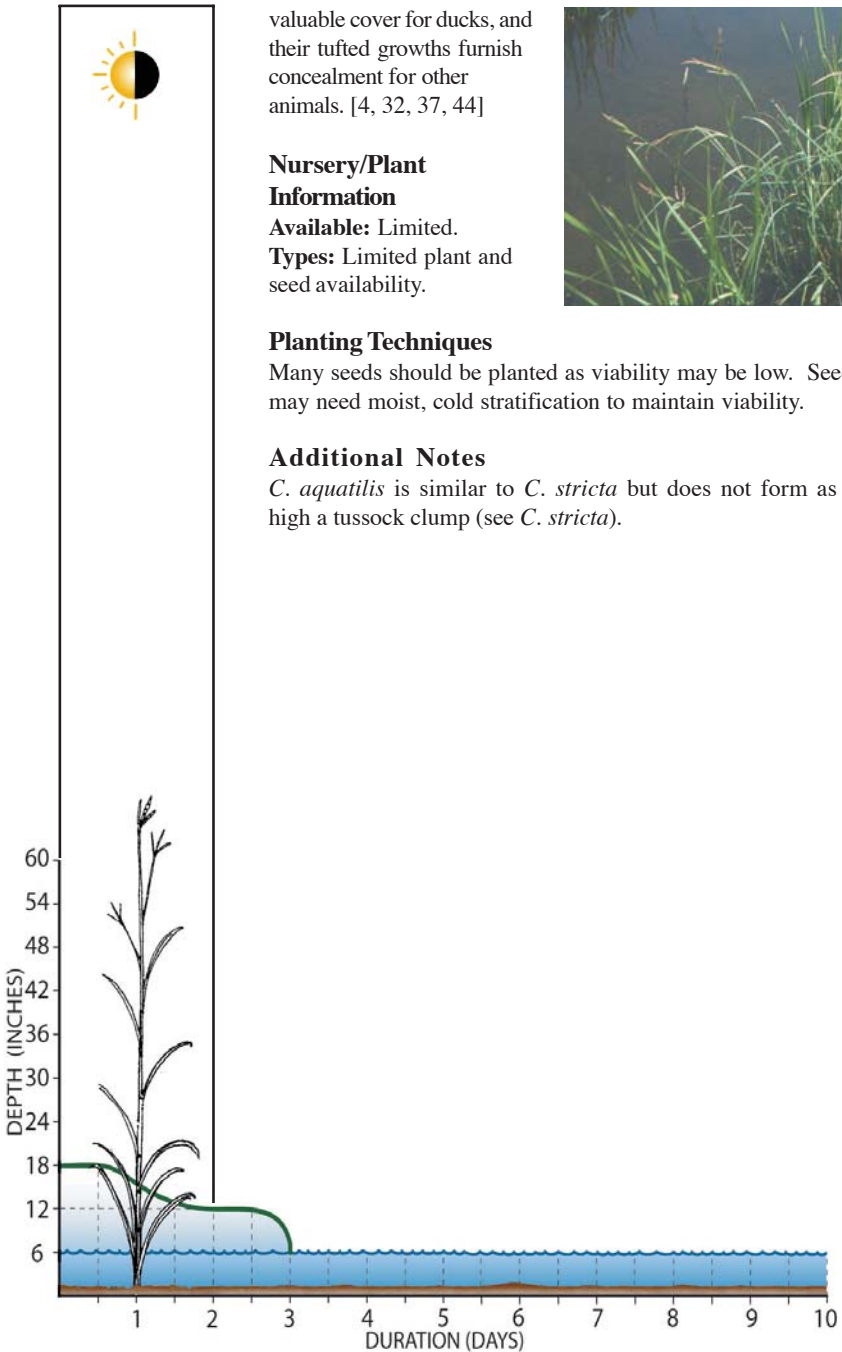 valuable cover for ducks, and
their tufted growths furnish
concealment for other
animals. [4, 32, 37, 44]
Nursery/Plant
Information
Available: Limited.
Types: Limited plant and
seed availability.
Planting Techniques
Many seeds should be planted as viability may be low. See
may need moist, cold stratification to maintain viability.
Additional Notes
C. aquatilis is similar to C. stricta but does not form as
high a tussock clump (see C. stricta).
60
54
48
42
36
30
24
18
12
6
DEPTH (INCHES)
1 2 3 4 5 6 7 8 9 10
DURATION (DAYS)